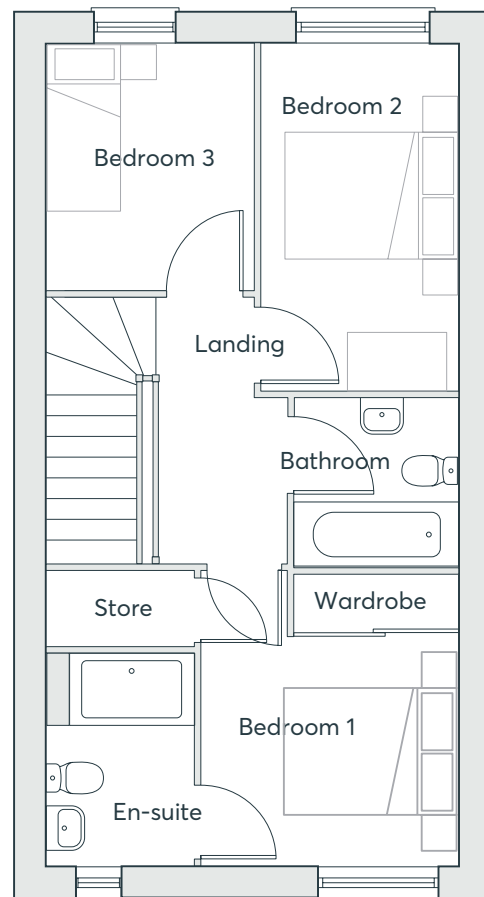 Bedroom 2
Bedroom 3
Landing
Bathroom
Store
Wardrobe
Bedroom 1
En-suite